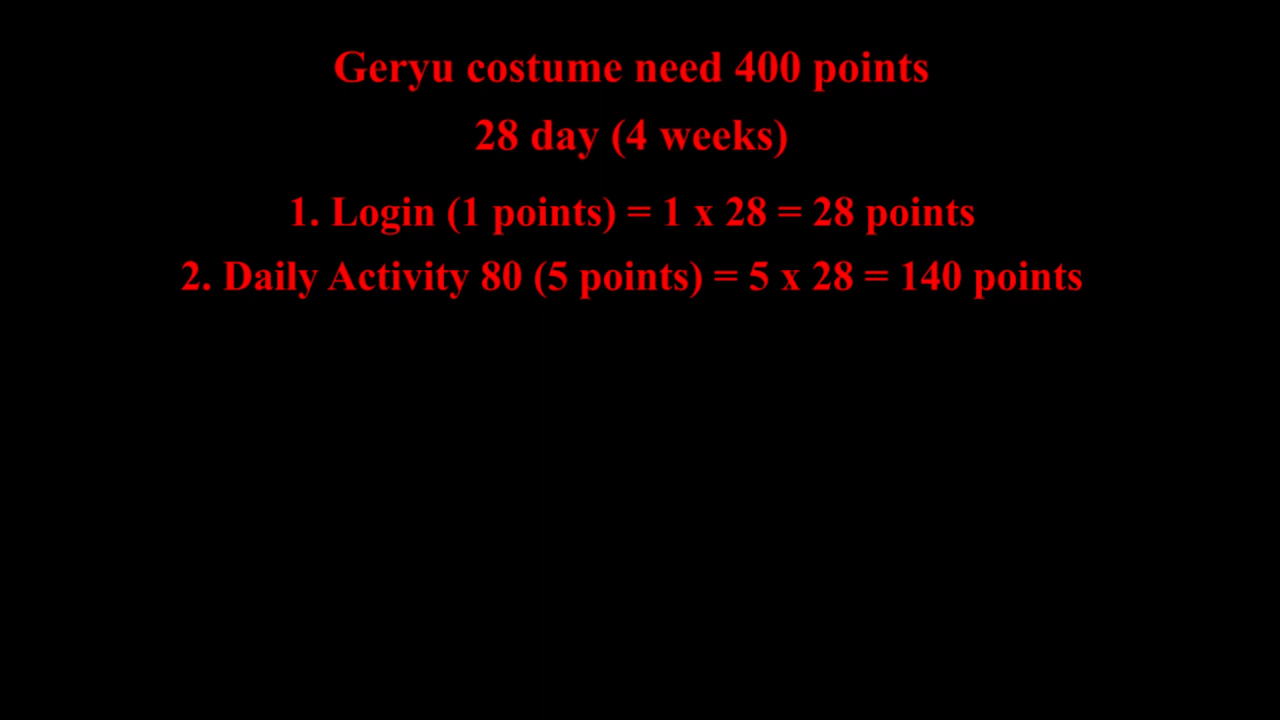 Geryu costume need 400 points
28 day (4 weeks)
1. Login (1 points) = 1 x 28 = 28 points
2. Daily Activity 80 (5 points) = 5 x 28 = 140 points